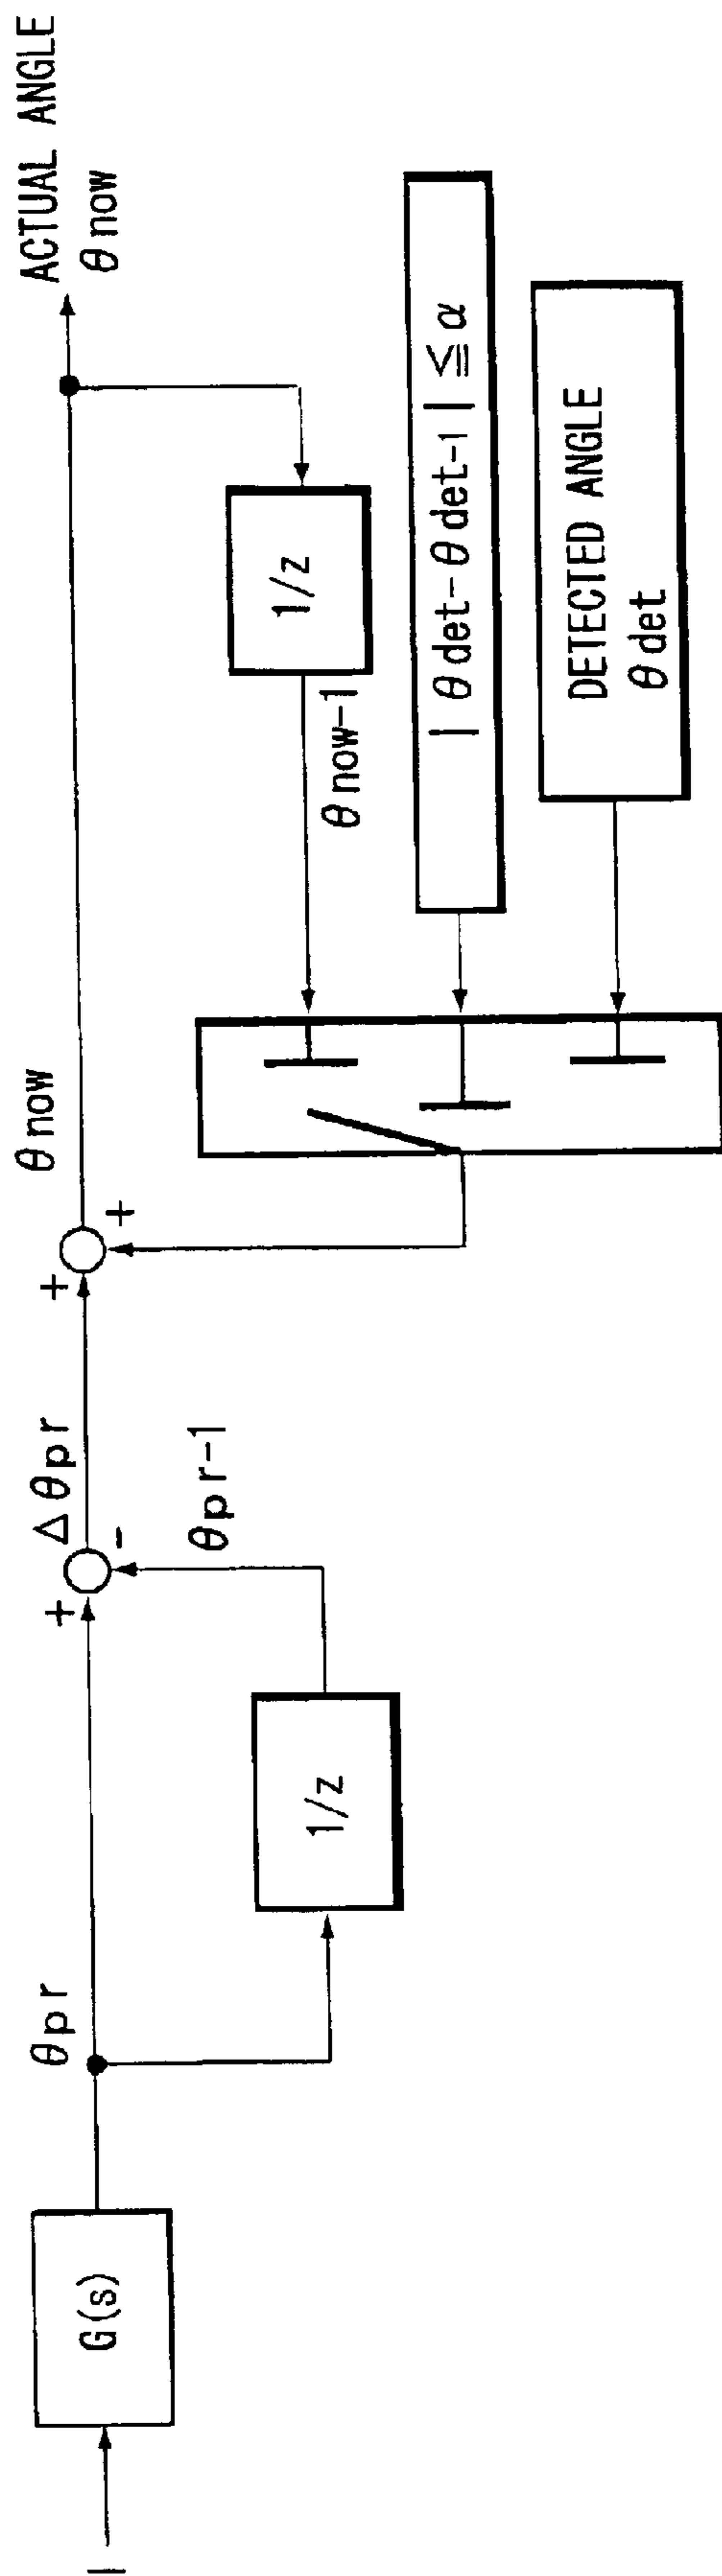 I
G(s)
θpr
1/z
+
-
Δθpr
θpr-1
+
+
θnow
ACTUAL ANGLE
θnow
1/z
θnow-1
|θdet-θdet-1|≦α
DETECTED ANGLE
θdet